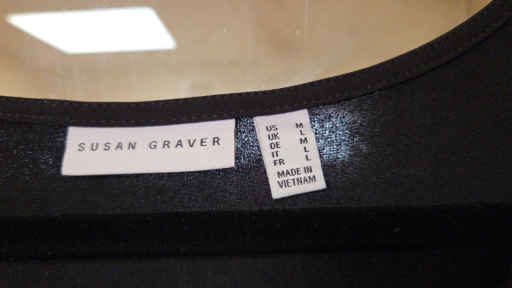 SUSAN GRAVER
US M
UK L
DE M
IT L
FR L
MADE IN
VIETNAM